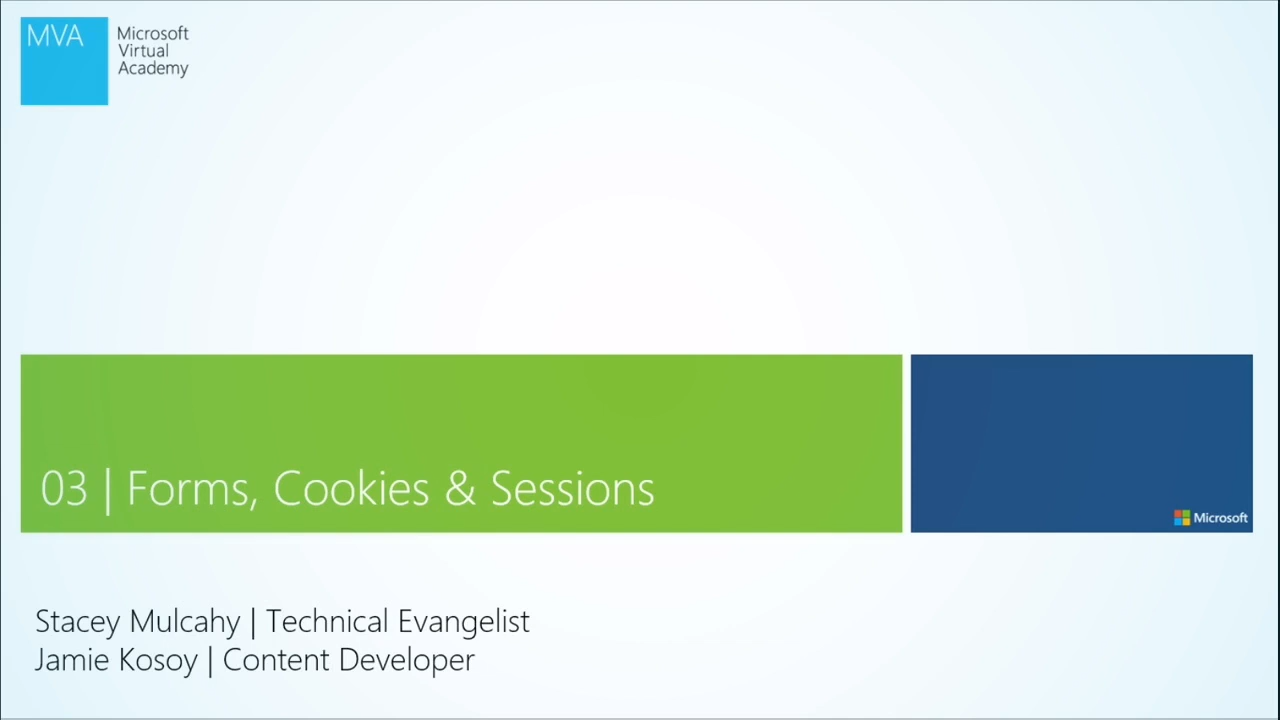 MVA
Microsoft
Virtual
Academy
03 | Forms, Cookies & Sessions
Microsoft
Stacey Mulcahy | Technical Evangelist
Jamie Kosoy | Content Developer